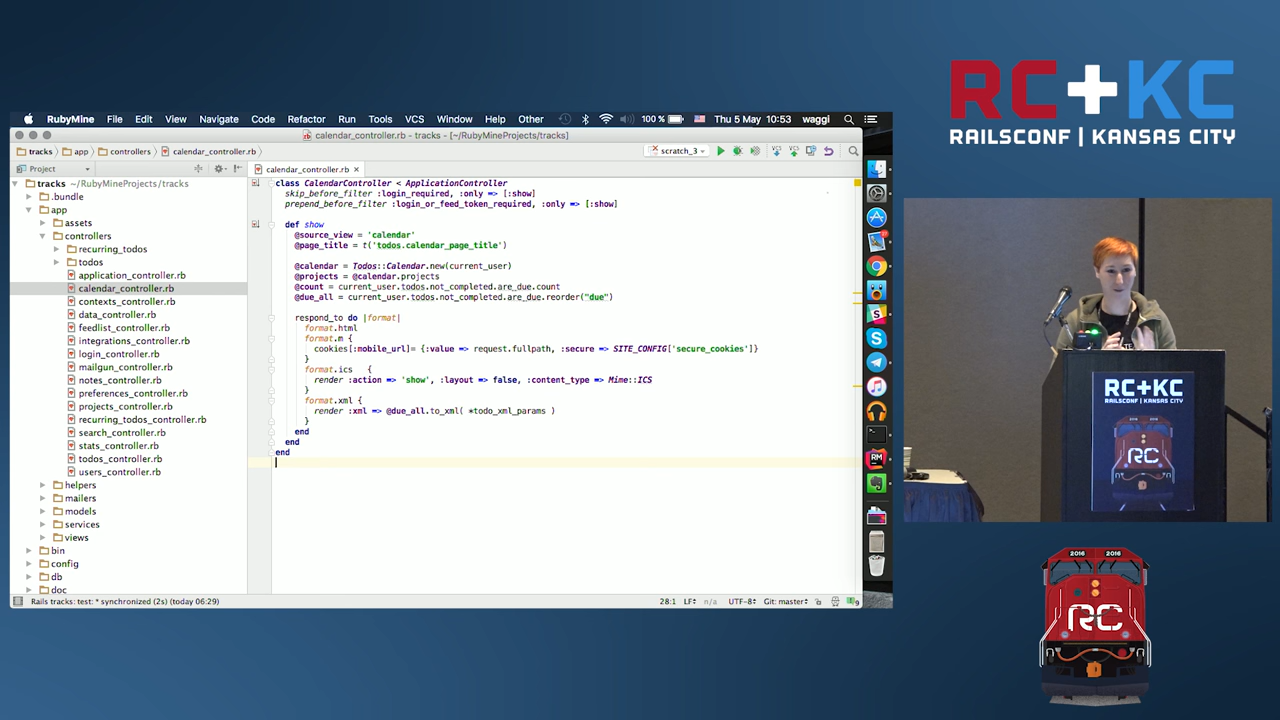 RubyMine File Edit View Navigate Code Refactor Run Tools VCS Window Help Other 100 % Thu 5 May 10:53 waggi
calendar_controller.rb - tracks - [~/RubyMineProjects/tracks]
tracks app controllers calendar_controller.rb scratch_3
Project
calendar_controller.rb
tracks ~/RubyMineProjects/tracks
.bundle
app
assets
controllers
recurring_todos
todos
application_controller.rb
calendar_controller.rb
contexts_controller.rb
data_controller.rb
feedlist_controller.rb
integrations_controller.rb
login_controller.rb
mailgun_controller.rb
notes_controller.rb
preferences_controller.rb
projects_controller.rb
recurring_todos_controller.rb
search_controller.rb
stats_controller.rb
todos_controller.rb
users_controller.rb
helpers
mailers
models
services
views
bin
config
db
doc
class CalendarController < ApplicationController
skip_before_filter :login_required, :only => [:show]
prepend_before_filter :login_or_feed_token_required, :only => [:show]
def show
@source_view = 'calendar'
@page_title = t('todos.calendar_page_title')
@calendar = Todos::Calendar.new(current_user)
@projects = @calendar.projects
@count = current_user.todos.not_completed.are_due.count
@due_all = current_user.todos.not_completed.are_due.reorder("due")
respond_to do |format|
format.html
format.m {
cookies[:mobile_url]= {:value => request.fullpath, :secure => SITE_CONFIG['secure_cookies']}
}
format.ics {
render :action => 'show', :layout => false, :content_type => Mime::ICS
}
format.xml {
render :xml => @due_all.to_xml( *todo_xml_params )
}
end
end
end
Rails tracks: test: * synchronized (2s) (today 06:29)
28:1 LF n/a UTF-8 Git: master
RC+KC
RAILSCONF | KANSAS CITY
RC+KC
RAILSCONF | KANSAS CITY
RC
2016 2016
RC